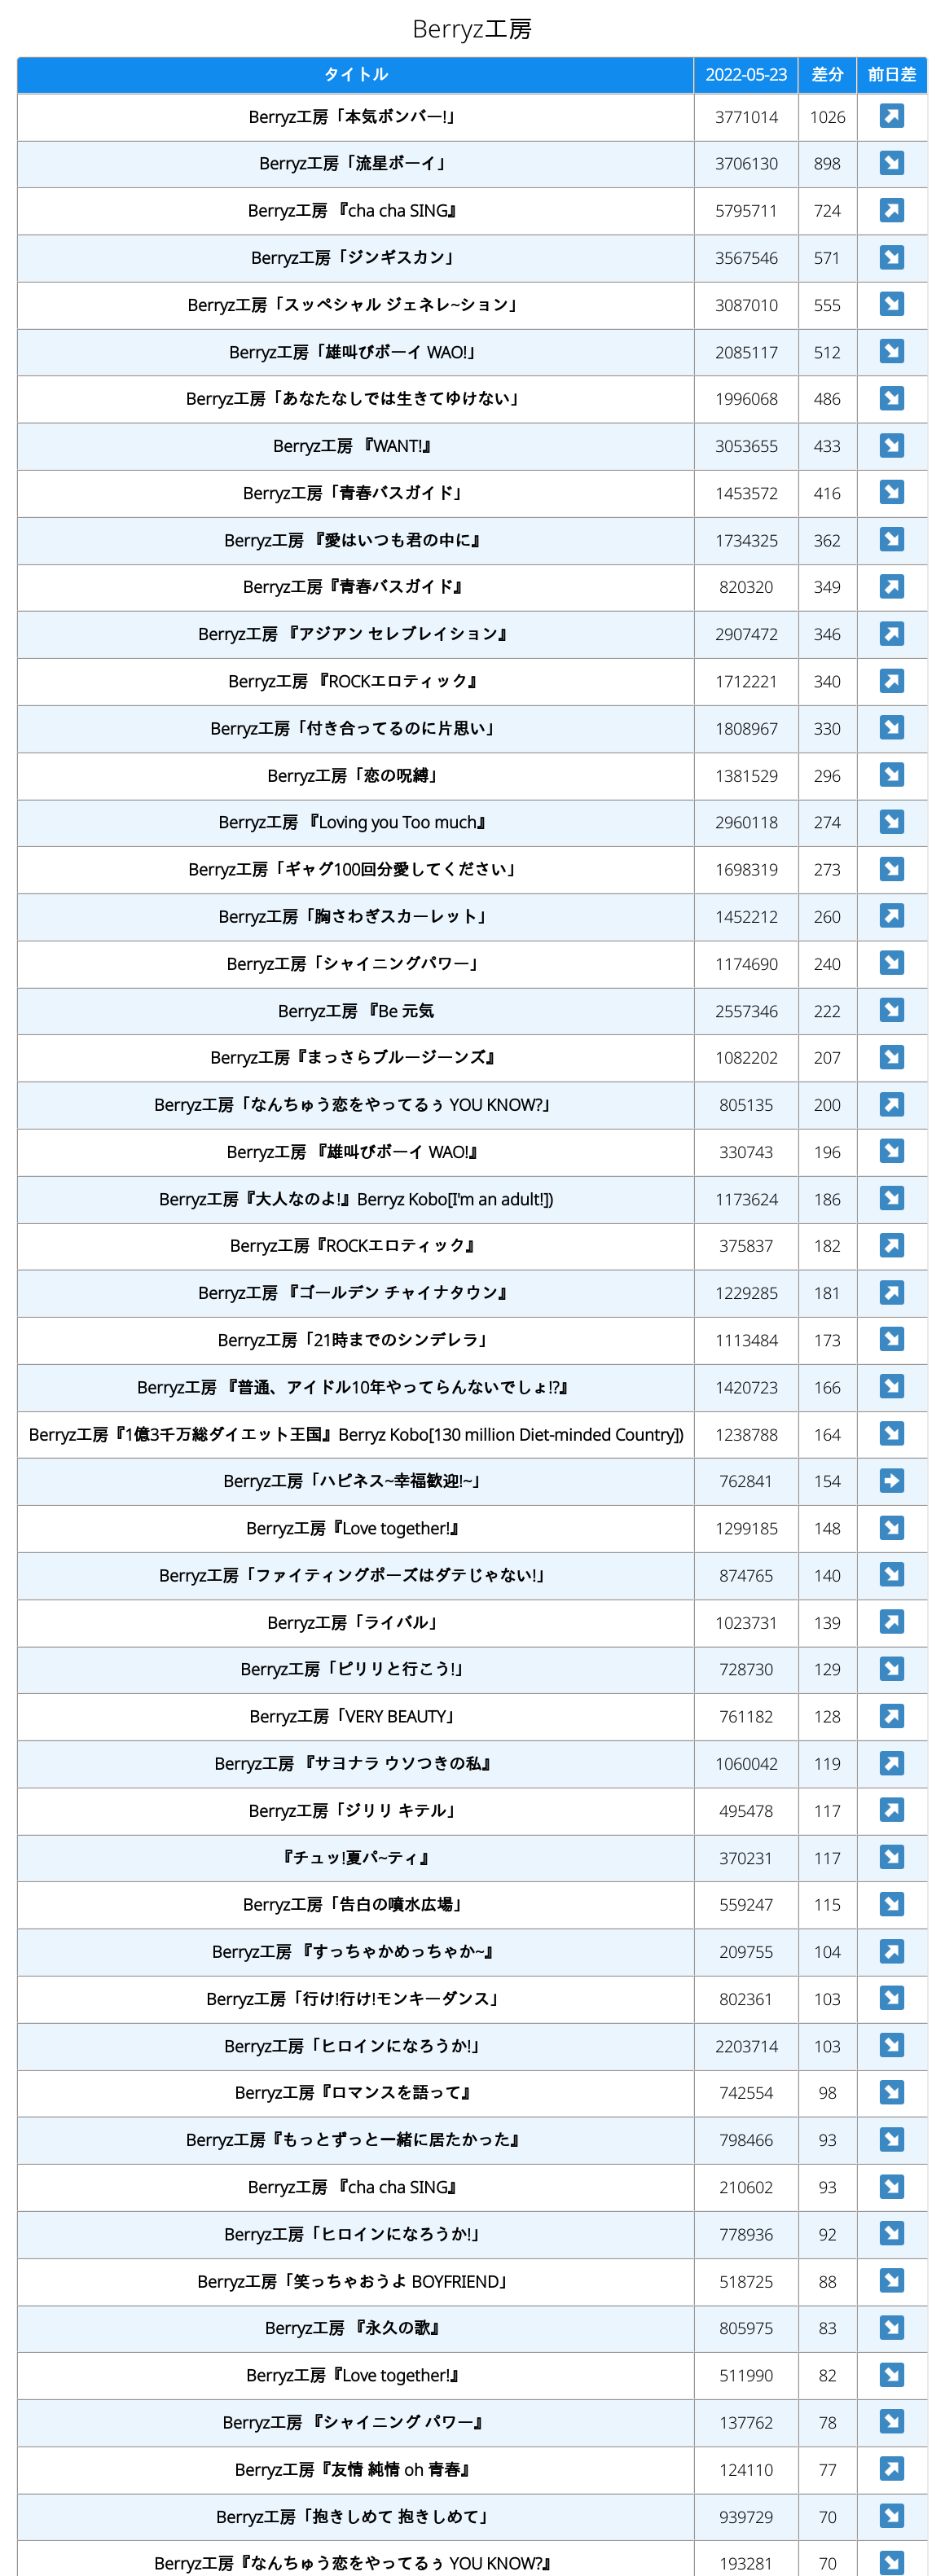 Berryz工房
タイトル 2022-05-23 差分 前日差
Berryz工房「本気ボンバー!」 3771014 1026 ↗
Berryz工房「流星ボーイ」 3706130 898 ↘
Berryz工房 『cha cha SING』 5795711 724 ↗
Berryz工房「ジンギスカン」 3567546 571 ↘
Berryz工房「スッペシャル ジェネレ~ション」 3087010 555 ↘
Berryz工房「雄叫びボーイ WAO!」 2085117 512 ↘
Berryz工房「あなたなしでは生きてゆけない」 1996068 486 ↘
Berryz工房 『WANT!』 3053655 433 ↘
Berryz工房「青春バスガイド」 1453572 416 ↘
Berryz工房 『愛はいつも君の中に』 1734325 362 ↘
Berryz工房『青春バスガイド』 820320 349 ↗
Berryz工房 『アジアン セレブレイション』 2907472 346 ↗
Berryz工房 『ROCKエロティック』 1712221 340 ↗
Berryz工房「付き合ってるのに片思い」 1808967 330 ↘
Berryz工房「恋の呪縛」 1381529 296 ↘
Berryz工房 『Loving you Too much』 2960118 274 ↘
Berryz工房「ギャグ100回分愛してください」 1698319 273 ↘
Berryz工房「胸さわぎスカーレット」 1452212 260 ↗
Berryz工房「シャイニングパワー」 1174690 240 ↘
Berryz工房 『Be 元気 2557346 222 ↘
Berryz工房『まっさらブルージーンズ』 1082202 207 ↘
Berryz工房「なんちゅう恋をやってるぅ YOU KNOW?」 805135 200 ↗
Berryz工房 『雄叫びボーイ WAO!』 330743 196 ↘
Berryz工房『大人なのよ!』Berryz Kobo[I'm an adult!]) 1173624 186 ↘
Berryz工房『ROCKエロティック』 375837 182 ↗
Berryz工房 『ゴールデン チャイナタウン』 1229285 181 ↗
Berryz工房「21時までのシンデレラ」 1113484 173 ↘
Berryz工房 『普通、アイドル10年やってらんないでしょ!?』 1420723 166 ↘
Berryz工房『1億3千万総ダイエット王国』Berryz Kobo[130 million Diet-minded Country]) 1238788 164 ↘
Berryz工房「ハピネス~幸福歓迎!~」 762841 154 ➡
Berryz工房『Love together!』 1299185 148 ↘
Berryz工房「ファイティングポーズはダテじゃない!」 874765 140 ↘
Berryz工房「ライバル」 1023731 139 ↗
Berryz工房「ピリリと行こう!」 728730 129 ↘
Berryz工房「VERY BEAUTY」 761182 128 ↗
Berryz工房 『サヨナラ ウソつきの私』 1060042 119 ↗
Berryz工房「ジリリ キテル」 495478 117 ↗
『チュッ!夏パ~ティ』 370231 117 ↘
Berryz工房「告白の噴水広場」 559247 115 ↘
Berryz工房 『すっちゃかめっちゃか~』 209755 104 ↗
Berryz工房「行け!行け!モンキーダンス」 802361 103 ↘
Berryz工房「ヒロインになろうか!」 2203714 103 ↘
Berryz工房『ロマンスを語って』 742554 98 ↘
Berryz工房『もっとずっと一緒に居たかった』 798466 93 ↘
Berryz工房 『cha cha SING』 210602 93 ↘
Berryz工房「ヒロインになろうか!」 778936 92 ↘
Berryz工房「笑っちゃおうよ BOYFRIEND」 518725 88 ↘
Berryz工房 『永久の歌』 805975 83 ↘
Berryz工房『Love together!』 511990 82 ↘
Berryz工房 『シャイニング パワー』 137762 78 ↘
Berryz工房『友情 純情 oh 青春』 124110 77 ↗
Berryz工房「抱きしめて 抱きしめて」 939729 70 ↘
Berryz工房『なんちゅう恋をやってるぅ YOU KNOW?』 193281 70 ↘